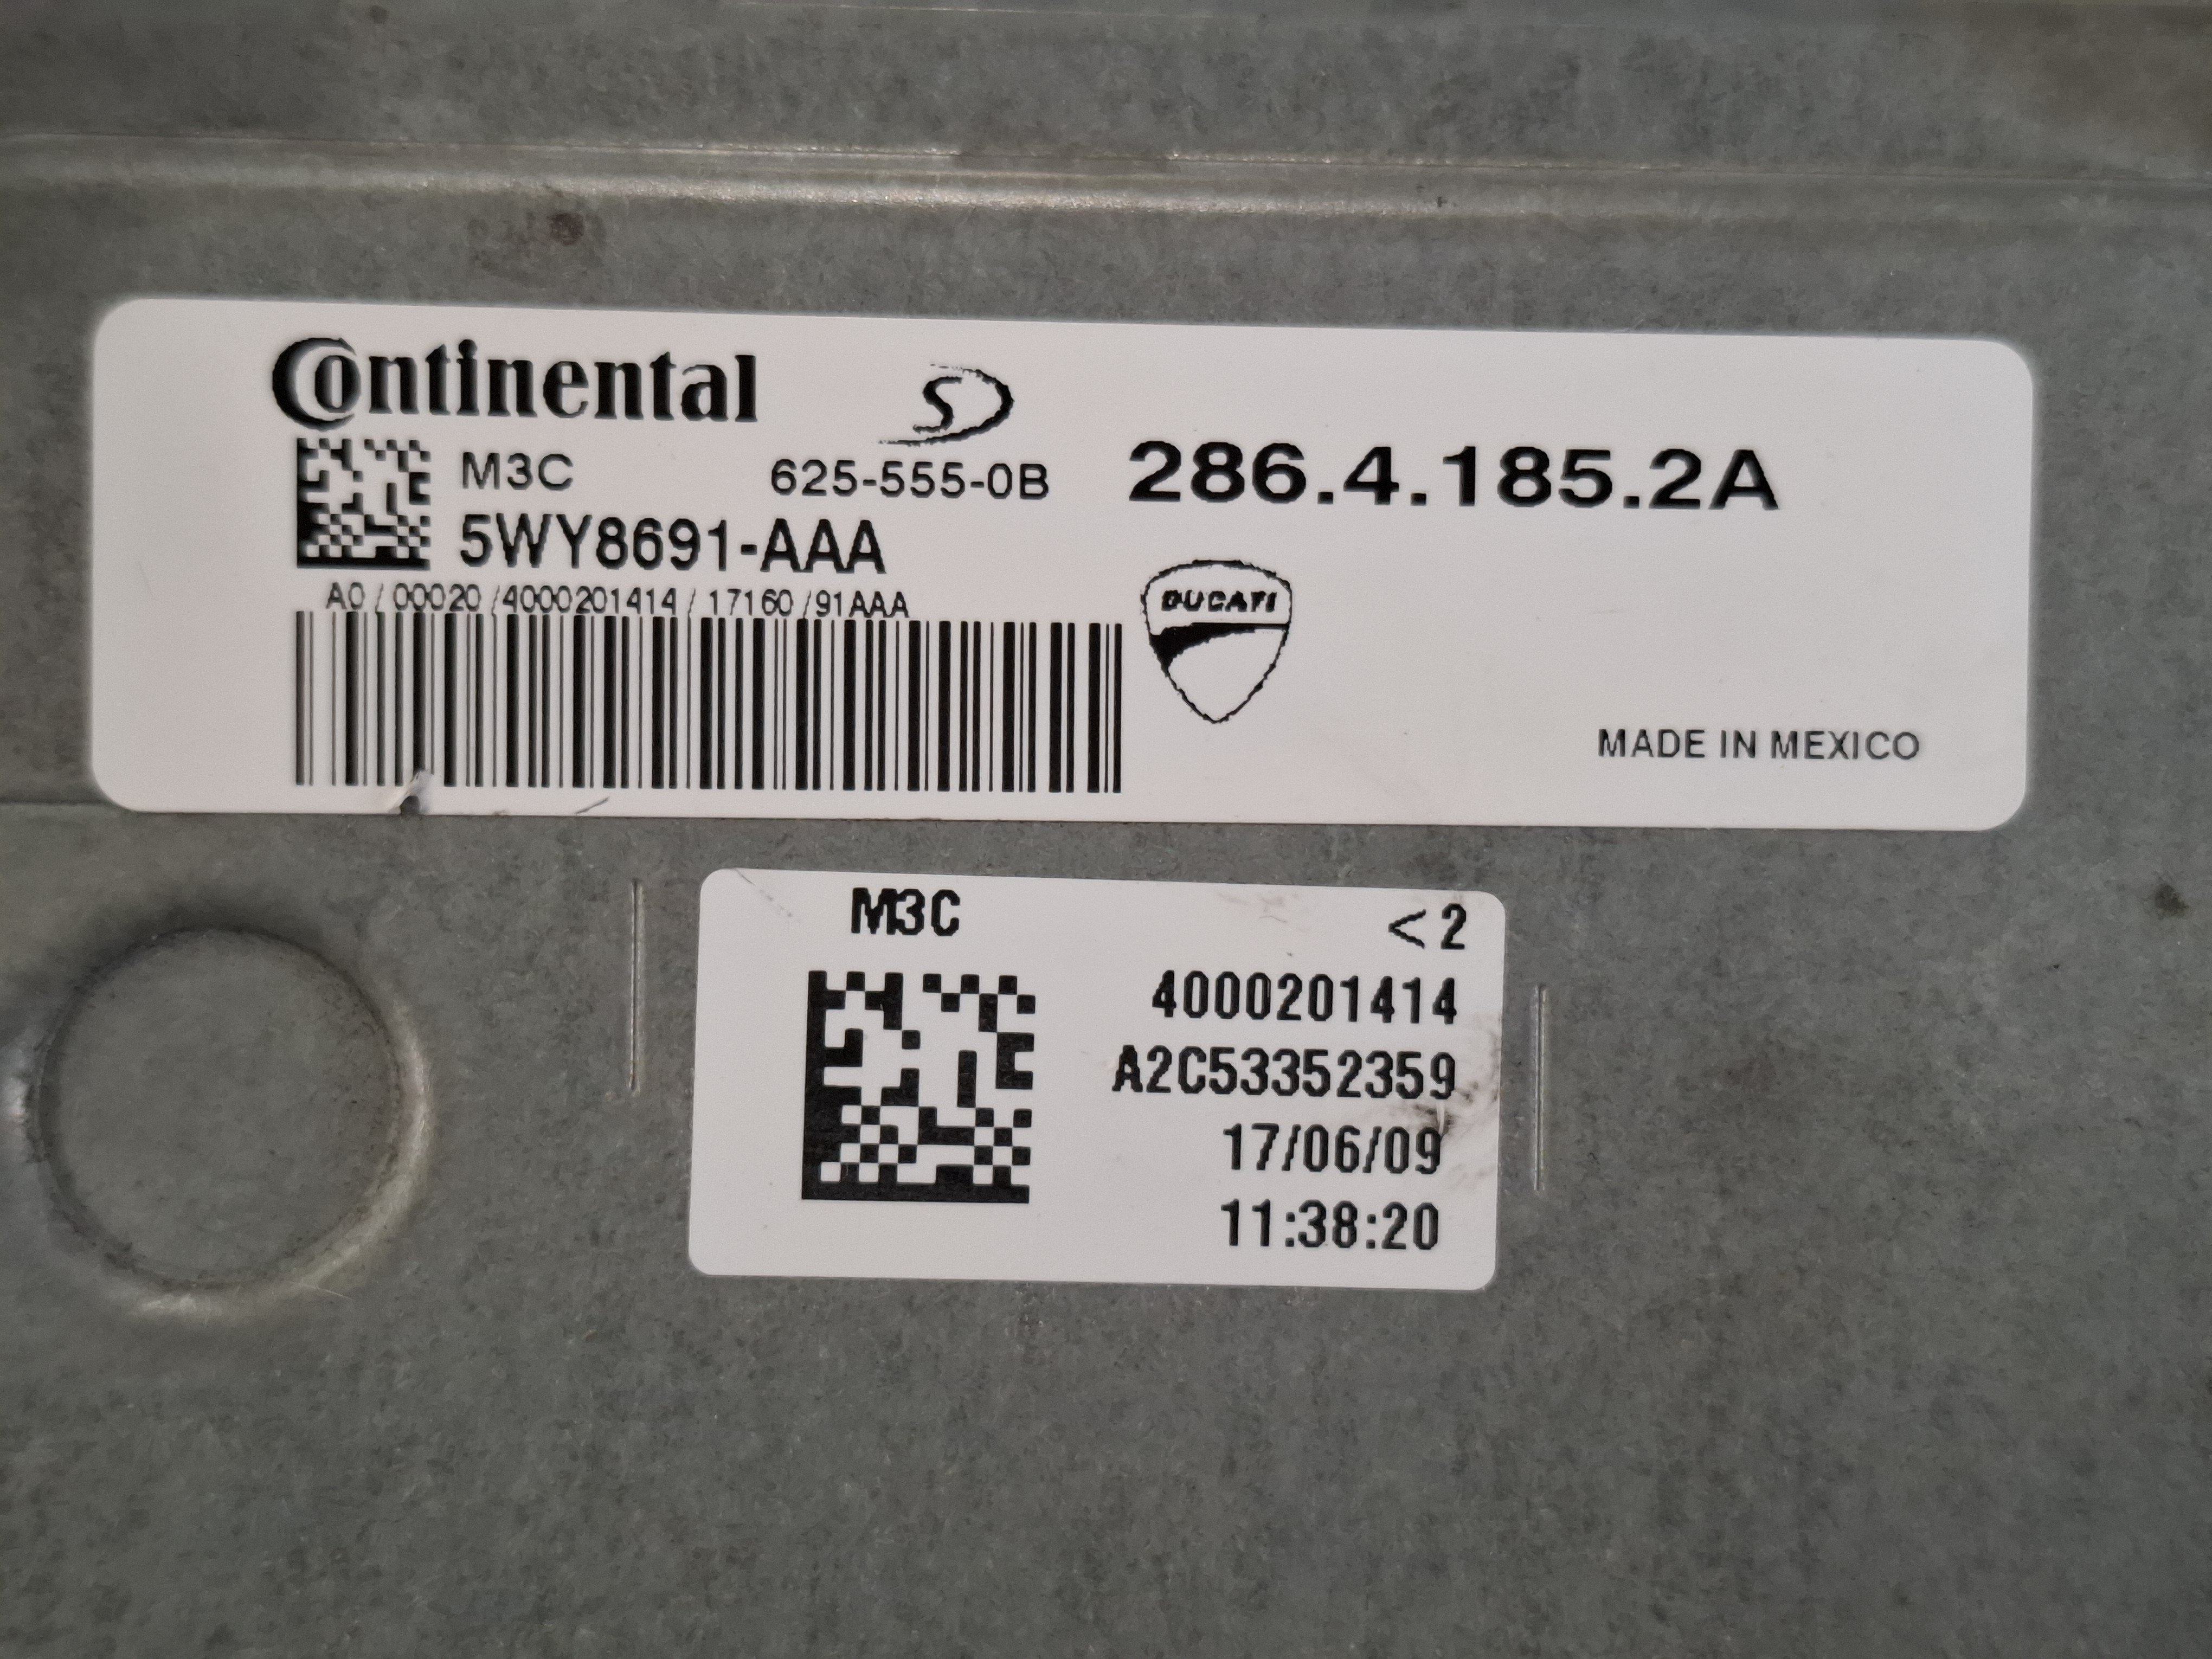 Continental SD
M3C 625-555-0B 286.4.185.2A
5WY8691-AAA
A0 / 00020 /4000201414 / 17160 /91AAA
DUCATI
MADE IN MEXICO
M3C <2
4000201414
A2C53352359
17/06/09
11:38:20